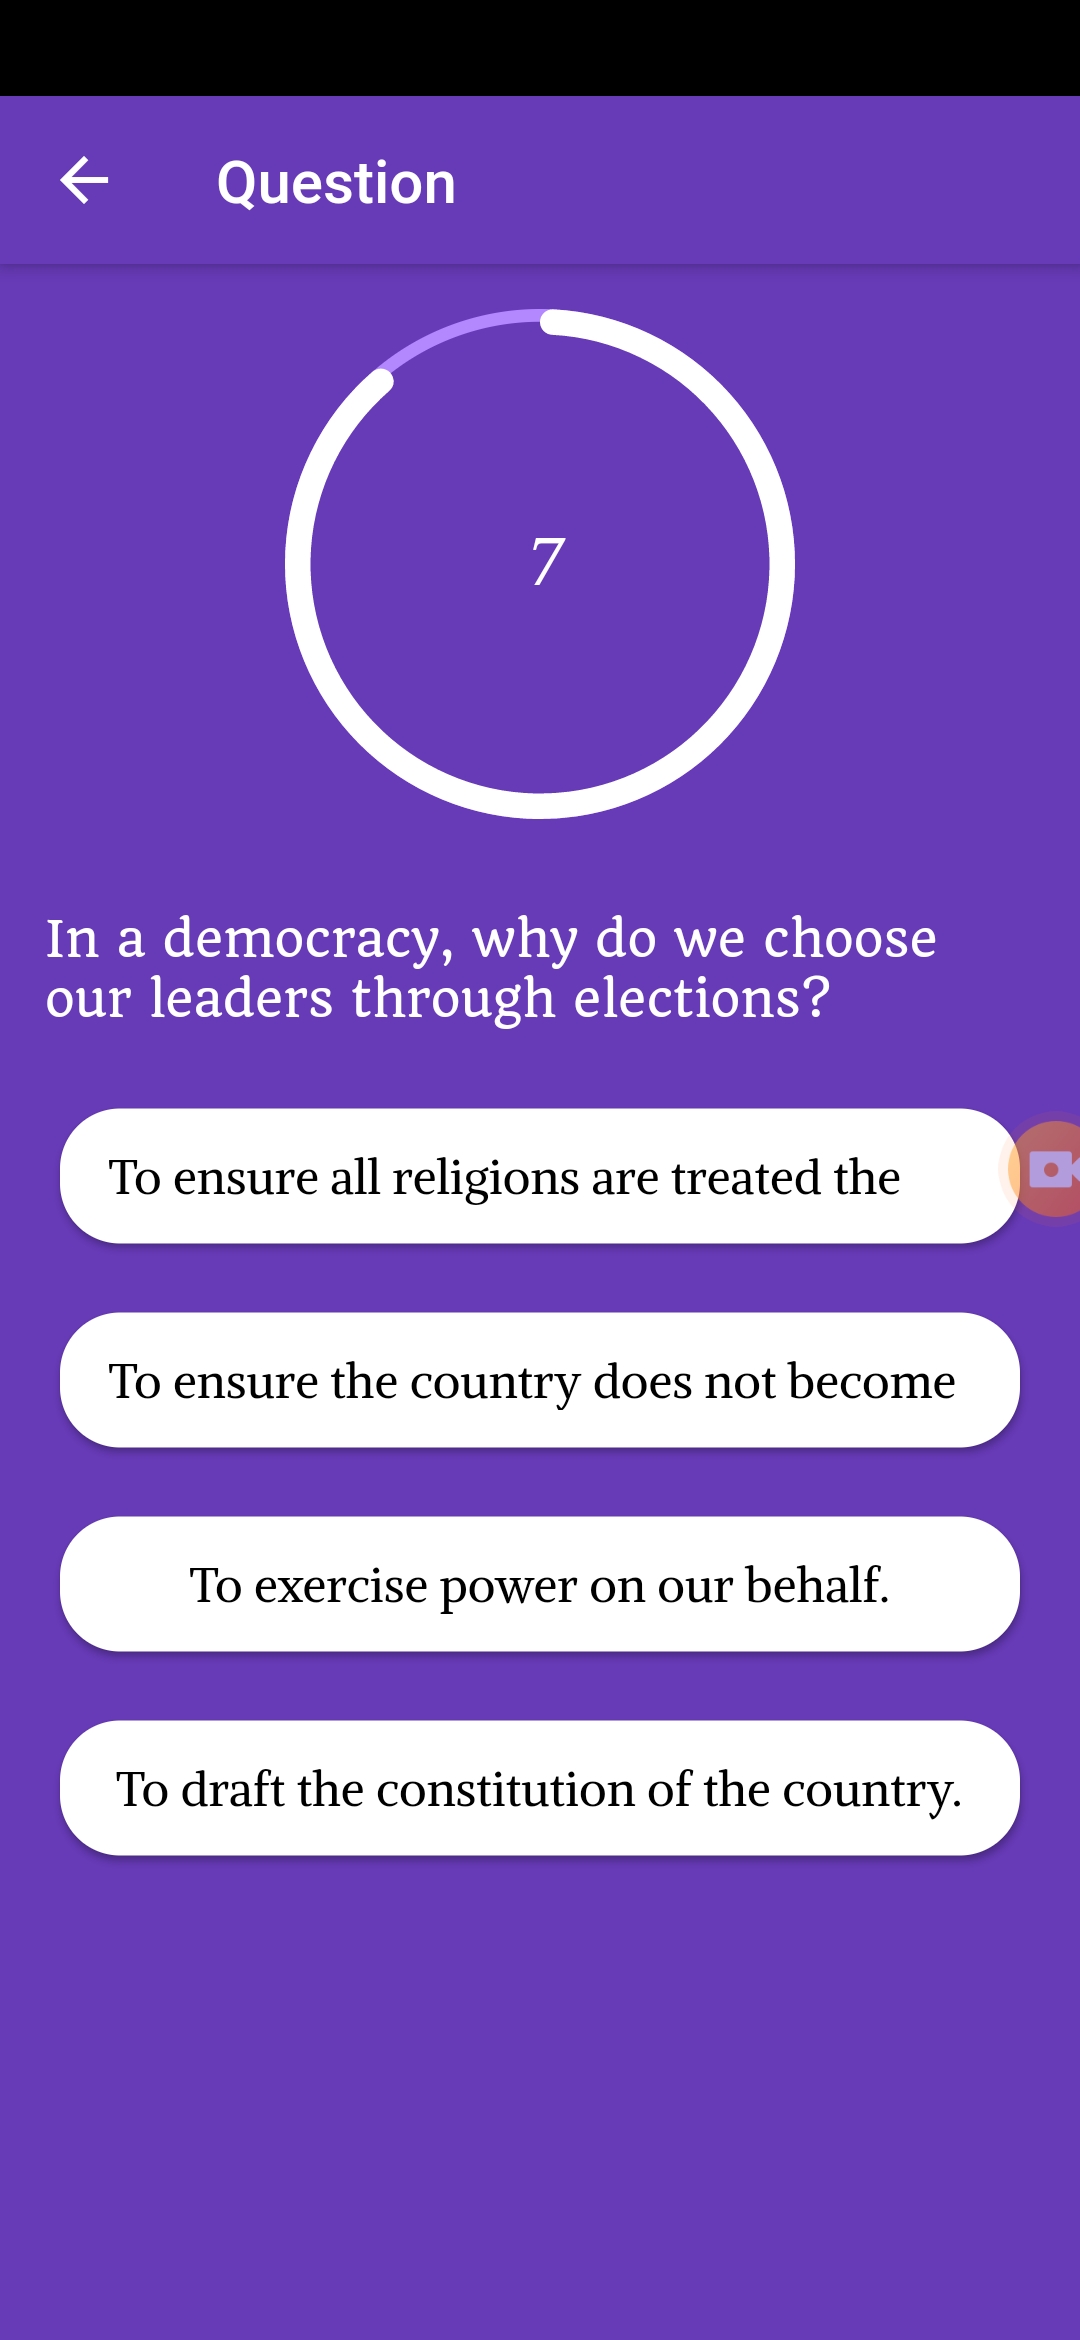 Question
7
In a democracy, why do we choose
our leaders through elections?
To ensure all religions are treated the
To ensure the country does not become
To exercise power on our behalf.
To draft the constitution of the country.